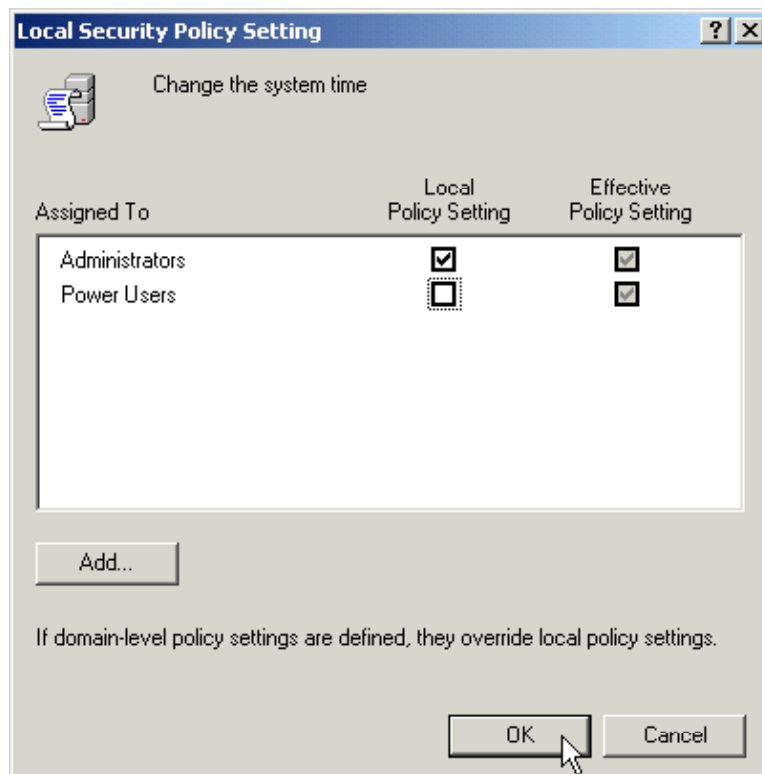 Local Security Policy Setting
Change the system time
Assigned To
Local
Policy Setting
Effective
Policy Setting
Administrators
Power Users
Add...
If domain-level policy settings are defined, they override local policy settings.
OK
Cancel